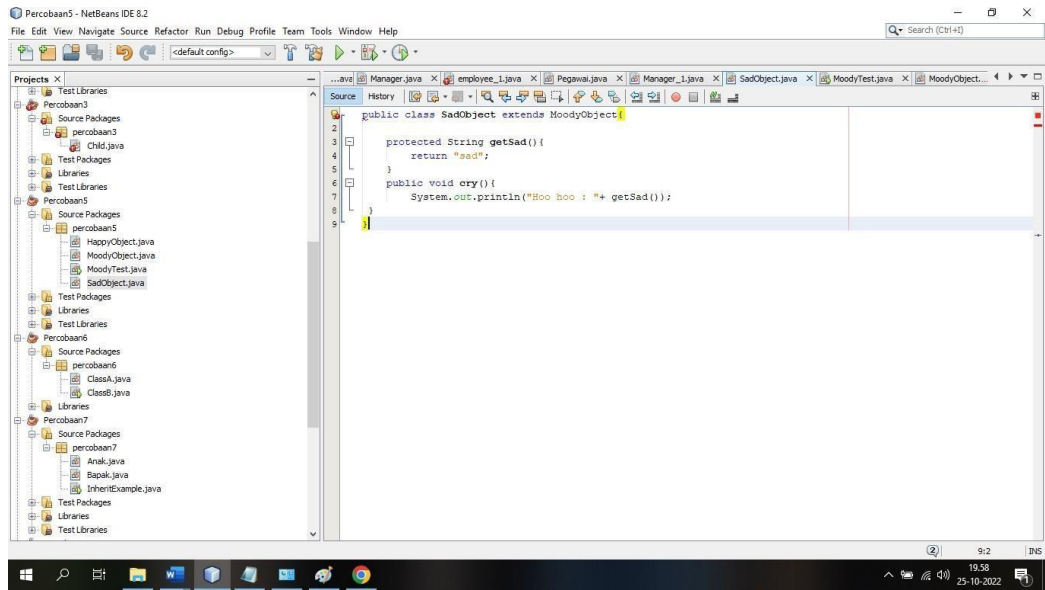 Percobaan5 - NetBeans IDE 8.2
File Edit View Navigate Source Refactor Run Debug Profile Team Tools Window Help
Search (Ctrl+I)
<default config>
Projects
...ava Manager.java employee_1.java Pegawai.java Manager_1.java SadObject.java MoodyTest.java MoodyObject....
Source History
Test Libraries
Percobaan3
Source Packages
percobaan3
Child.java
Test Packages
Libraries
Test Libraries
Percobaan5
Source Packages
percobaan5
HappyObject.java
MoodyObject.java
MoodyTest.java
SadObject.java
Test Packages
Libraries
Test Libraries
Percobaan6
Source Packages
percobaan6
ClassA.java
ClassB.java
Libraries
Percobaan7
Source Packages
percobaan7
Anak.java
Bapak.java
InheritExample.java
Test Packages
Libraries
Test Libraries
public class SadObject extends MoodyObject{
2
3 protected String getSad(){
4 return "sad";
5 }
6 public void cry(){
7 System.out.println("Hoo hoo : "+ getSad());
8 }
9 }
2 9:2 INS
19.58
25-10-2022